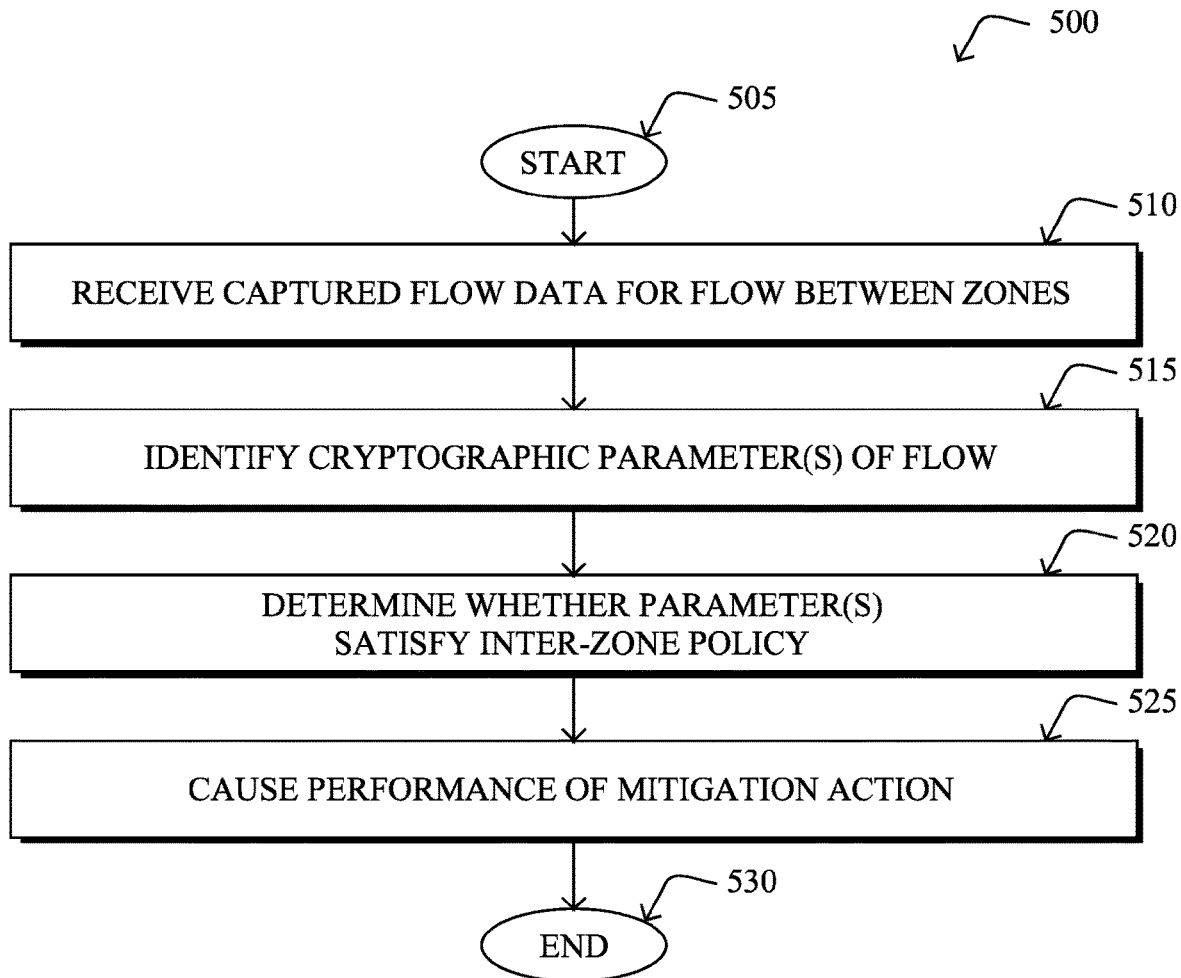 500
505
START
510
RECEIVE CAPTURED FLOW DATA FOR FLOW BETWEEN ZONES
515
IDENTIFY CRYPTOGRAPHIC PARAMETER(S) OF FLOW
520
DETERMINE WHETHER PARAMETER(S)
SATISFY INTER-ZONE POLICY
525
CAUSE PERFORMANCE OF MITIGATION ACTION
530
END